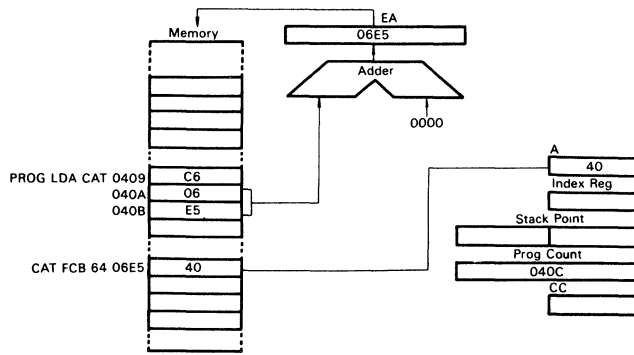 EA
Memory
06E5
Adder
0000
A
PROG LDA CAT 0409 C6
40
040A 06
Index Reg
040B E5
Stack Point
Prog Count
CAT FCB 64 06E5 40
040C
CC